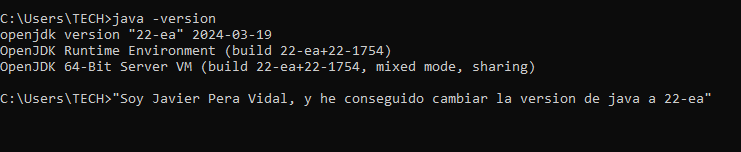 C:\Users\TECH>java -version
openjdk version "22-ea" 2024-03-19
OpenJDK Runtime Environment (build 22-ea+22-1754)
OpenJDK 64-Bit Server VM (build 22-ea+22-1754, mixed mode, sharing)
C:\Users\TECH>"Soy Javier Pera Vidal, y he conseguido cambiar la version de java a 22-ea"